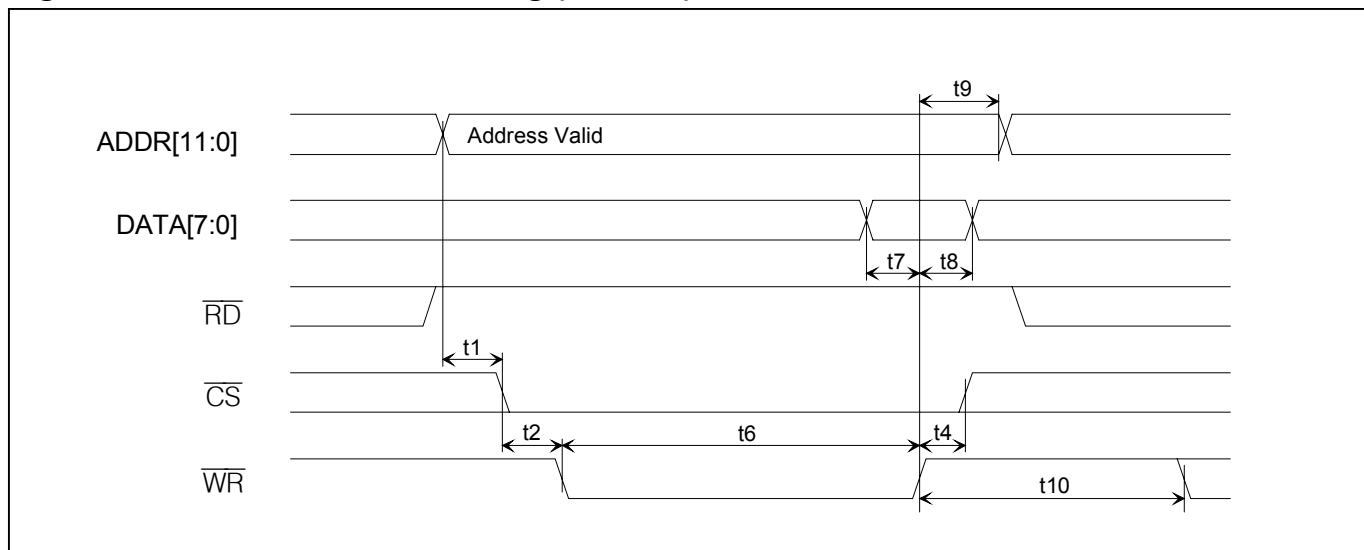 t9
ADDR[11:0]
Address Valid
DATA[7:0]
t7
t8
RD
t1
CS
t2
t6
t4
WR
t10